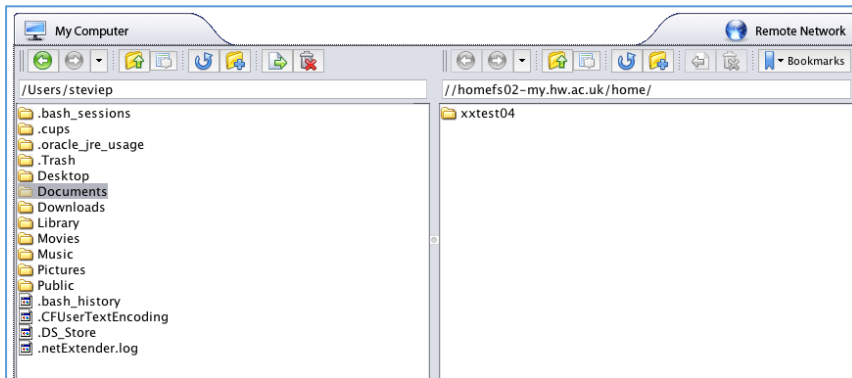 My Computer
Remote Network
Bookmarks
/Users/steviep
//homefs02-my.hw.ac.uk/home/
.bash_sessions
.cups
.oracle_jre_usage
.Trash
Desktop
Documents
Downloads
Library
Movies
Music
Pictures
Public
.bash_history
.CFUserTextEncoding
.DS_Store
.netExtender.log
xxtest04